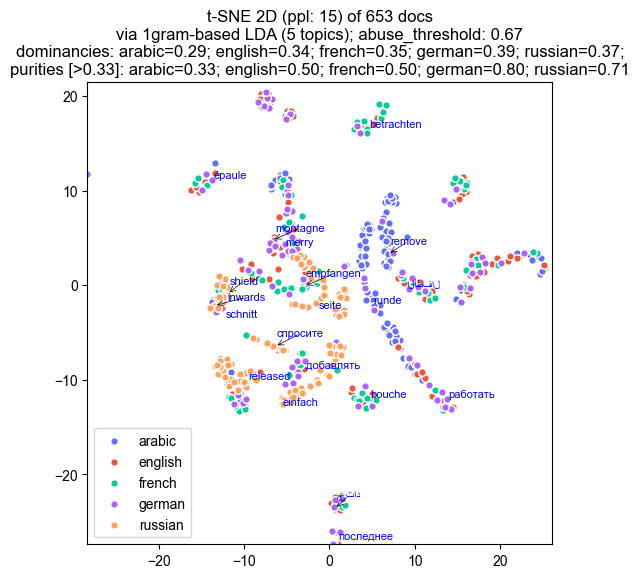 t-SNE 2D (ppl: 15) of 653 docs
via 1gram-based LDA (5 topics); abuse_threshold: 0.67
dominancies: arabic=0.29; english=0.34; french=0.35; german=0.39; russian=0.37;
purities [>0.33]: arabic=0.33; english=0.50; french=0.50; german=0.80; russian=0.71
20
betrachten
épaule
10
montagne
merry
remove
empfangen
shield
0
inwards
seite
runde
schnitt
спросите
добавлять
released
−10
einfach
bouche
работать
arabic
english
french
german
russian
−20
последнее
−20
−10
0
10
20